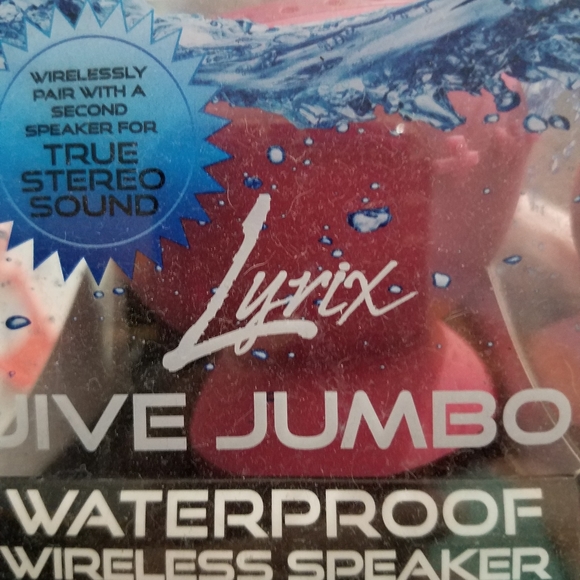 WIRELESSLY
PAIR WITH A
SECOND
SPEAKER FOR
TRUE
STEREO
SOUND
Lyrix
JIVE JUMBO
WATERPROOF
WIRELESS SPEAKER